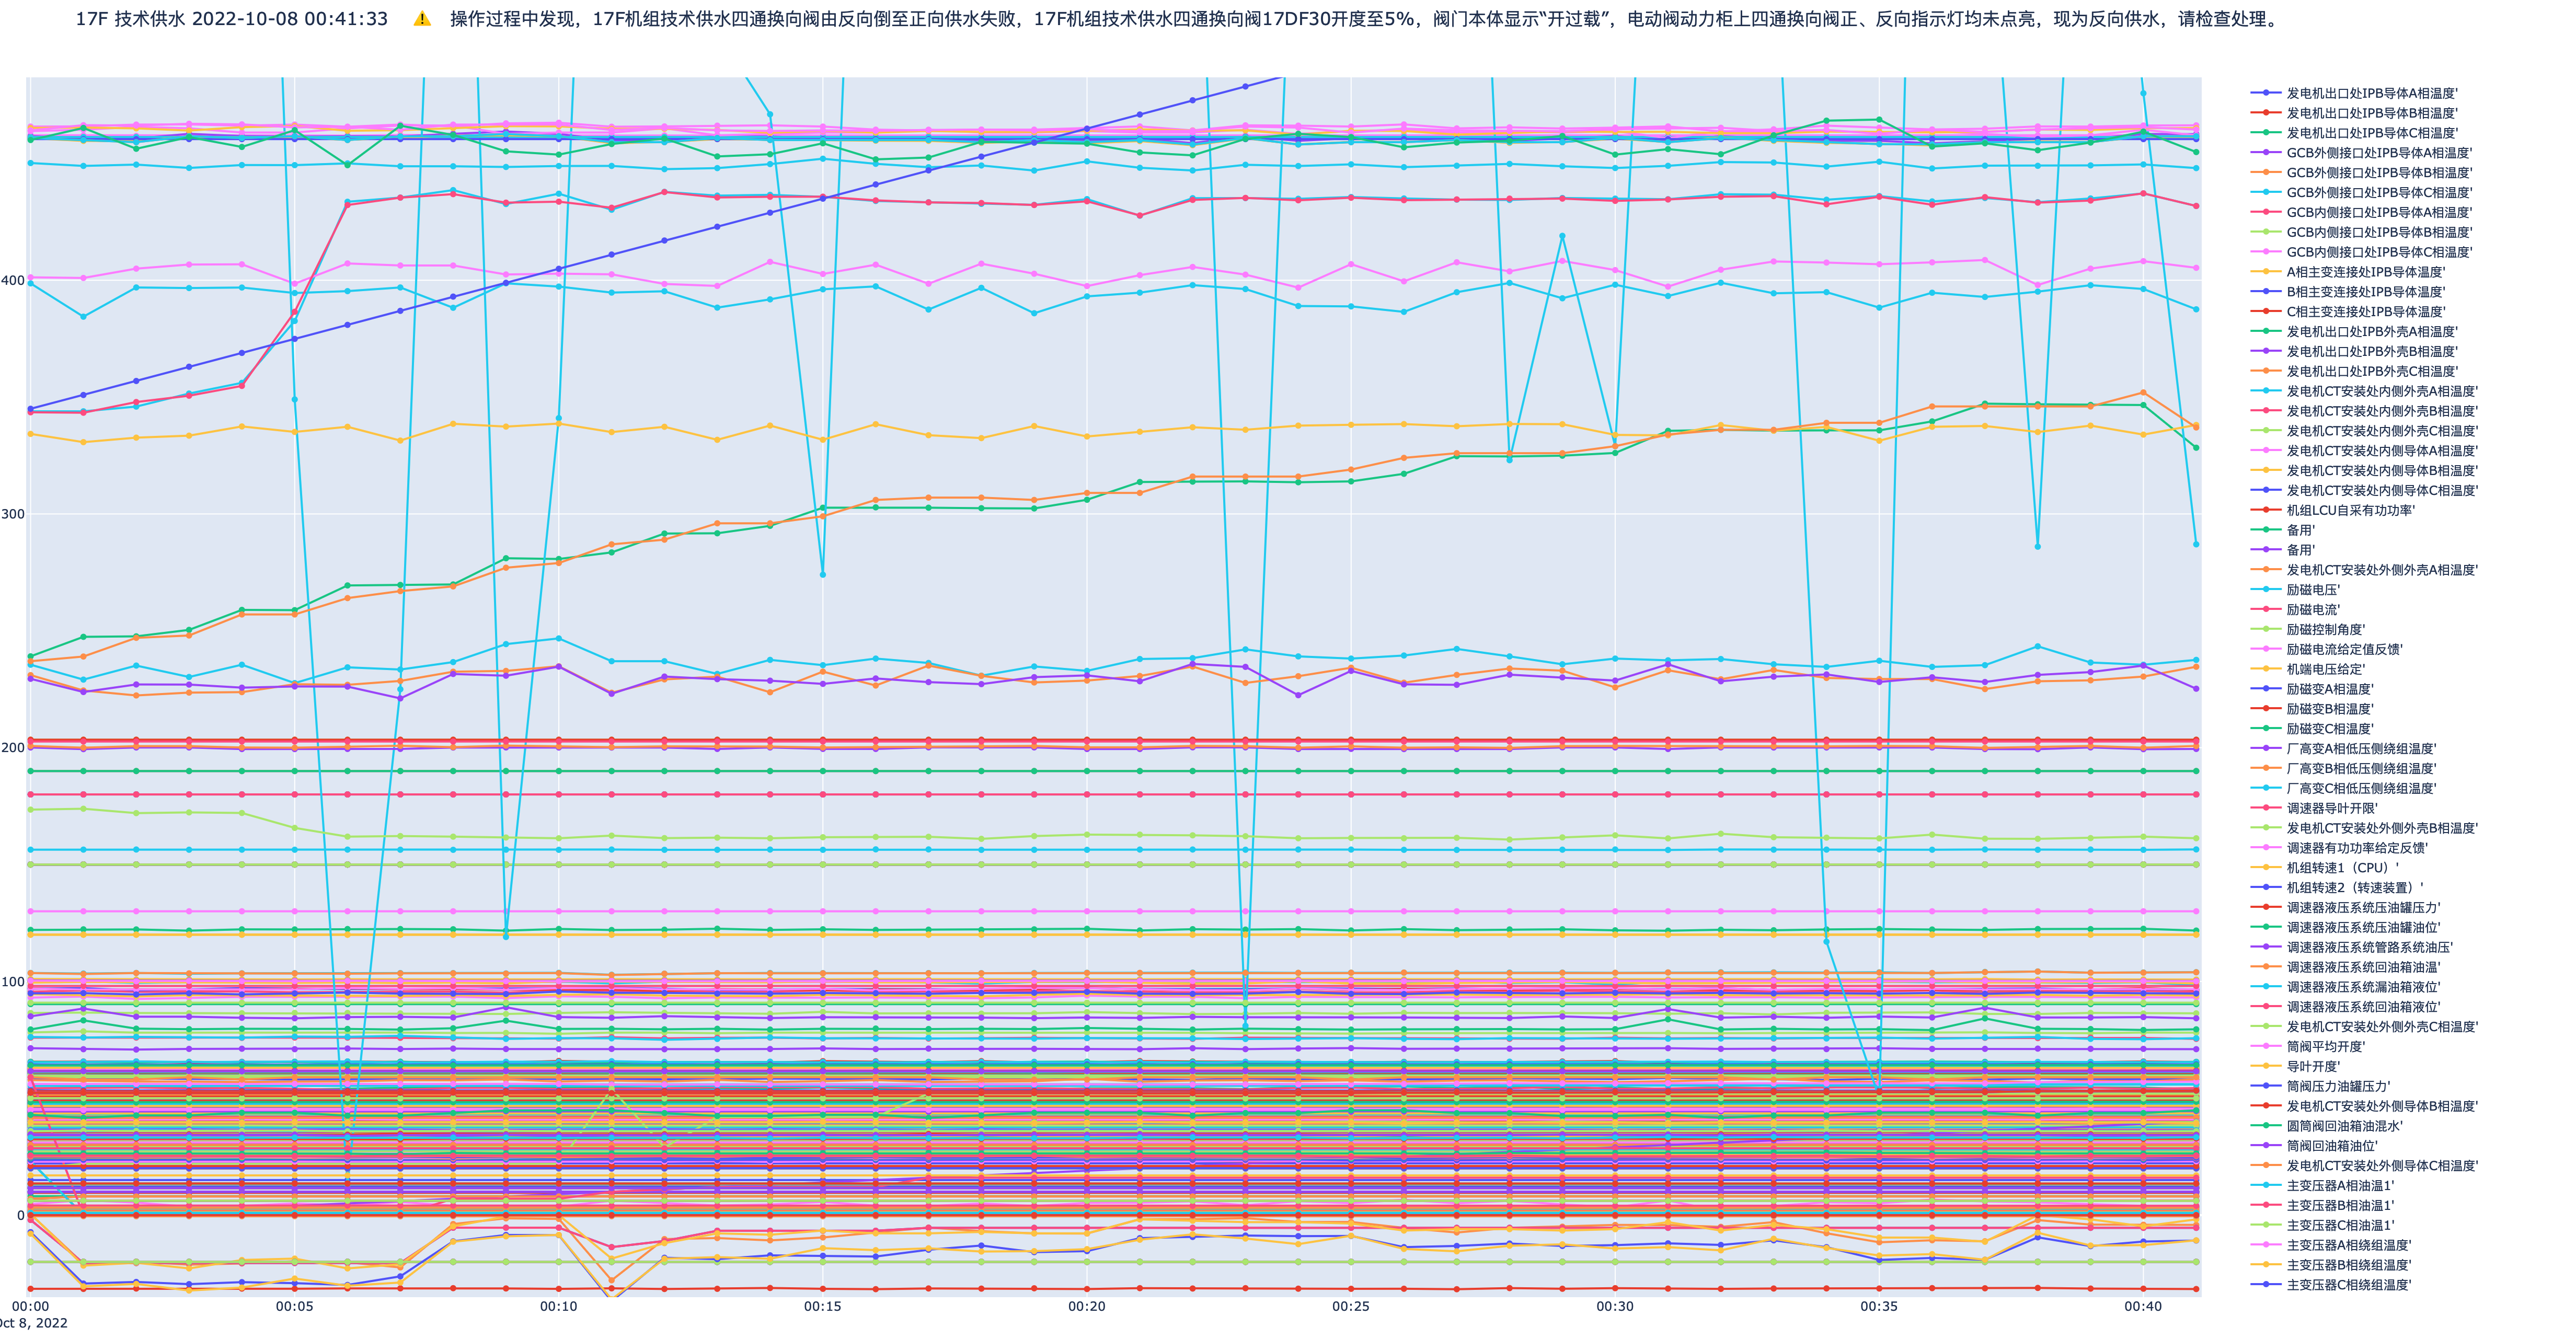 17F 技术供水 2022-10-08 00:41:33 ⚠ 操作过程中发现，17F机组技术供水四通换向阀由反向倒至正向供水失败，17F机组技术供水四通换向阀17DF30开度至5%，阀门本体显示“开过载”，电动阀动力柜上四通换向阀正、反向指示灯均未点亮，现为反向供水，请检查处理。
400
300
200
100
0
00:00
00:05
00:10
00:15
00:20
00:25
00:30
00:35
00:40
Oct 8, 2022
发电机出口处IPB导体A相温度'
发电机出口处IPB导体B相温度'
发电机出口处IPB导体C相温度'
GCB外侧接口处IPB导体A相温度'
GCB外侧接口处IPB导体B相温度'
GCB外侧接口处IPB导体C相温度'
GCB内侧接口处IPB导体A相温度'
GCB内侧接口处IPB导体B相温度'
GCB内侧接口处IPB导体C相温度'
A相主变连接处IPB导体温度'
B相主变连接处IPB导体温度'
C相主变连接处IPB导体温度'
发电机出口处IPB外壳A相温度'
发电机出口处IPB外壳B相温度'
发电机出口处IPB外壳C相温度'
发电机CT安装处内侧外壳A相温度'
发电机CT安装处内侧外壳B相温度'
发电机CT安装处内侧外壳C相温度'
发电机CT安装处内侧导体A相温度'
发电机CT安装处内侧导体B相温度'
发电机CT安装处内侧导体C相温度'
机组LCU自采有功功率'
备用'
备用'
发电机CT安装处外侧外壳A相温度'
励磁电压'
励磁电流'
励磁控制角度'
励磁电流给定值反馈'
机端电压给定'
励磁变A相温度'
励磁变B相温度'
励磁变C相温度'
厂高变A相低压侧绕组温度'
厂高变B相低压侧绕组温度'
厂高变C相低压侧绕组温度'
调速器导叶开限'
发电机CT安装处外侧外壳B相温度'
调速器有功功率给定反馈'
机组转速1（CPU）'
机组转速2（转速装置）'
调速器液压系统压油罐压力'
调速器液压系统压油罐油位'
调速器液压系统管路系统油压'
调速器液压系统回油箱油温'
调速器液压系统漏油箱液位'
调速器液压系统回油箱液位'
发电机CT安装处外侧外壳C相温度'
筒阀平均开度'
导叶开度'
筒阀压力油罐压力'
发电机CT安装处外侧导体B相温度'
圆筒阀回油箱油混水'
筒阀回油箱油位'
发电机CT安装处外侧导体C相温度'
主变压器A相油温1'
主变压器B相油温1'
主变压器C相油温1'
主变压器A相绕组温度'
主变压器B相绕组温度'
主变压器C相绕组温度'